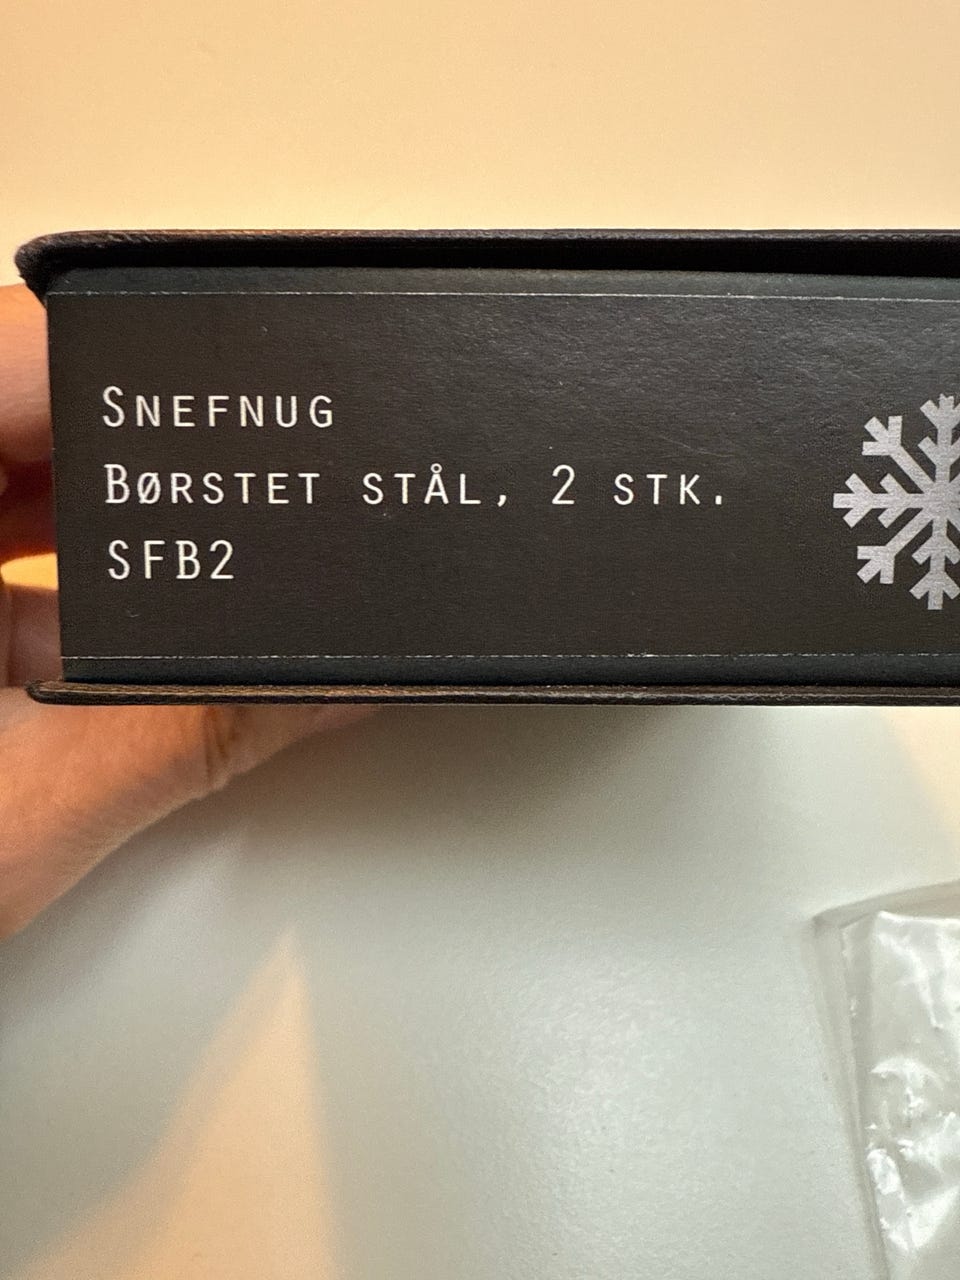 Snefnug
Børstet stål, 2 stk.
SFB2